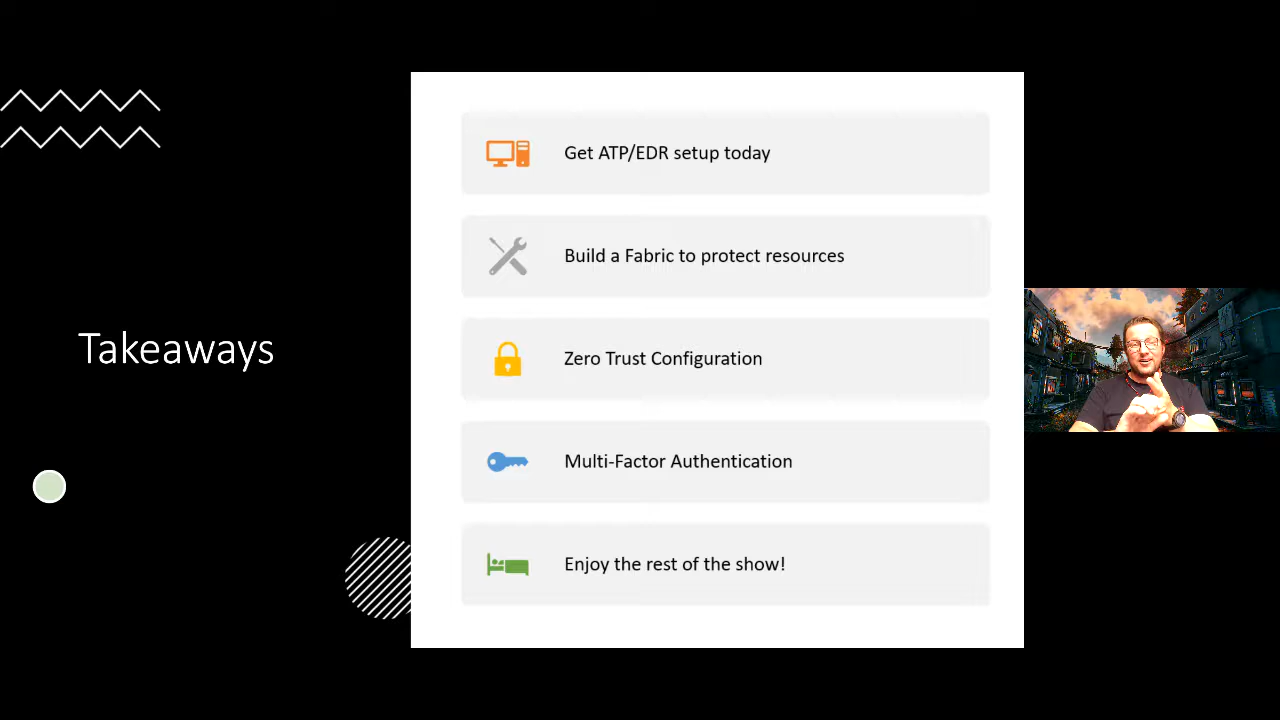 Takeaways
Get ATP/EDR setup today
Build a Fabric to protect resources
Zero Trust Configuration
Multi-Factor Authentication
Enjoy the rest of the show!